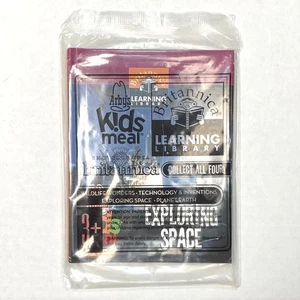 Britannica
LEARNING
LIBRARY
Arby's
Kids
meal
Britannica
LEARNING
LIBRARY
Britannica
COLLECT ALL FOUR
WILDLIFE WONDERS • TECHNOLOGY & INVENTIONS
EXPLORING SPACE • PLANET EARTH
3+
EXPLORING
SPACE